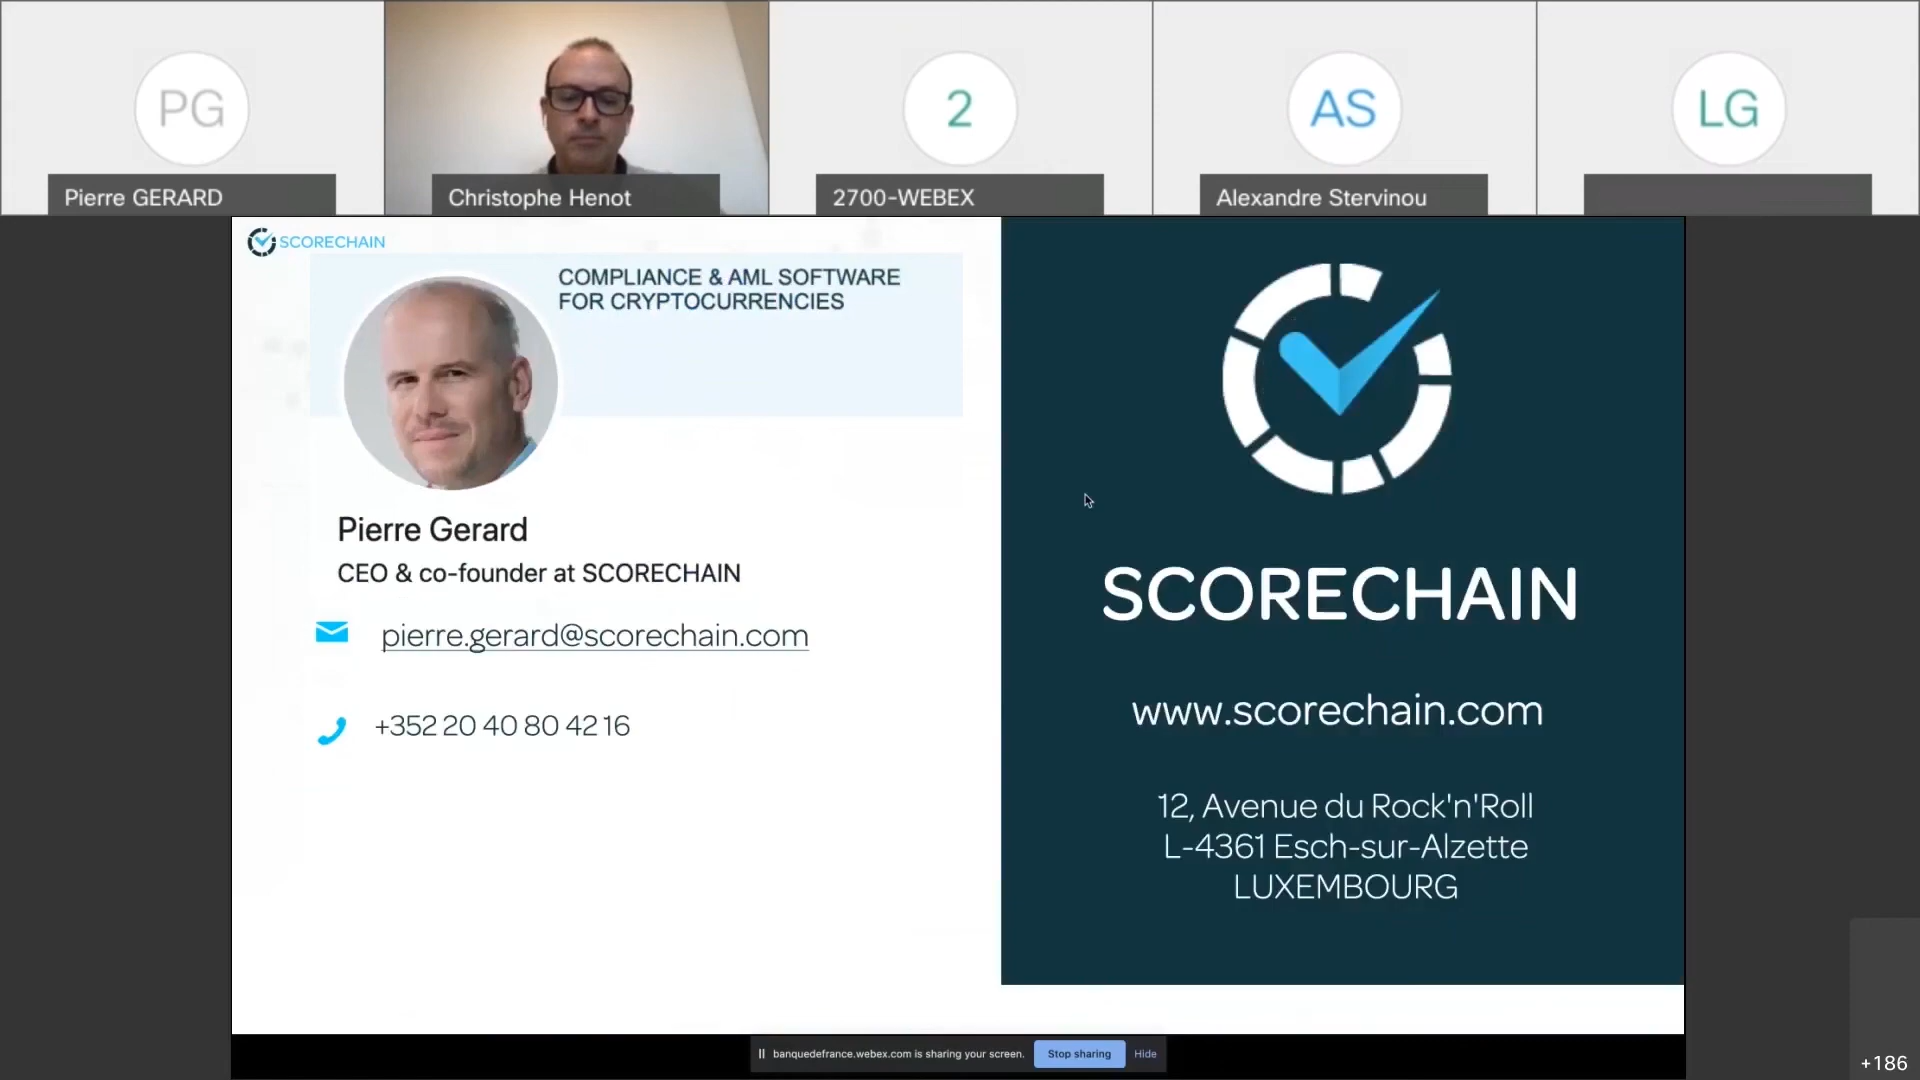 PG
Pierre GERARD
Christophe Henot
2
2700-WEBEX
AS
Alexandre Stervinou
LG
SCORECHAIN
COMPLIANCE & AML SOFTWARE
FOR CRYPTOCURRENCIES
Pierre Gerard
CEO & co-founder at SCORECHAIN
pierre.gerard@scorechain.com
+352 20 40 80 42 16
SCORECHAIN
www.scorechain.com
12, Avenue du Rock'n'Roll
L-4361 Esch-sur-Alzette
LUXEMBOURG
banquedefrance.webex.com is sharing your screen.
Stop sharing
Hide
+186